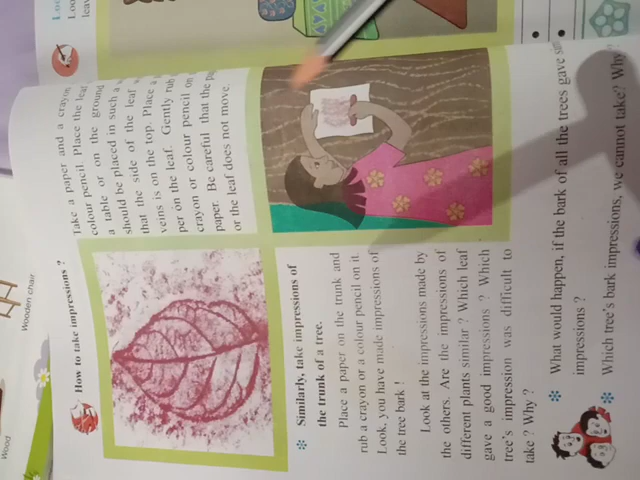 Wood
Wooden chair
How to take impressions ?
Take a paper and a crayon
colour pencil. Place the leaf
a table or on the ground
should be placed in such a
that the side of the leaf
veins is on the top. Place a
per on the leaf. Gently rub
crayon or colour pencil on
paper. Be careful that the
or the leaf does not move.
Similarly, take impressions of
the trunk of a tree.
Place a paper on the trunk and
rub a crayon or a colour pencil on it.
Look, you have made impressions of
the tree bark !
Look at the impressions made by
the others. Are the impressions of
different plants similar ? Which leaf
gave a good impressions ? Which
tree's impression was difficult to
take ? Why ?
What would happen, if the bark of all the trees gave
impressions ?
Which tree's bark impressions, we cannot take? Why?